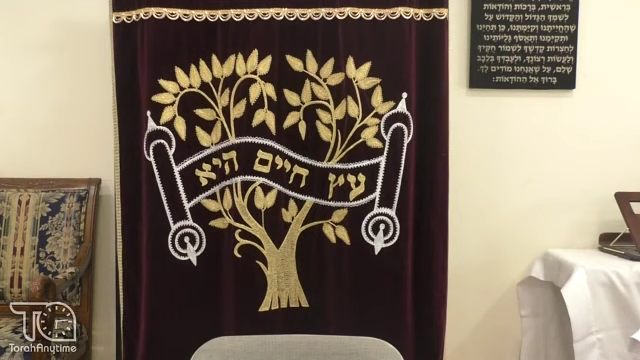 עץ חיים היא
בראשית, ברכות והודאות
לשמך הגדול והקדוש על
שהחייתנו וקיימתנו, כן תחיינו
ותקיימנו ותאסוף גליותינו
לחצרות קדשך לשמור חקיך
ולעשות רצונך, ולעבדך בלבב
שלם, על שאנחנו מודים לך.
ברוך אל ההודאות:
TorahAnytime